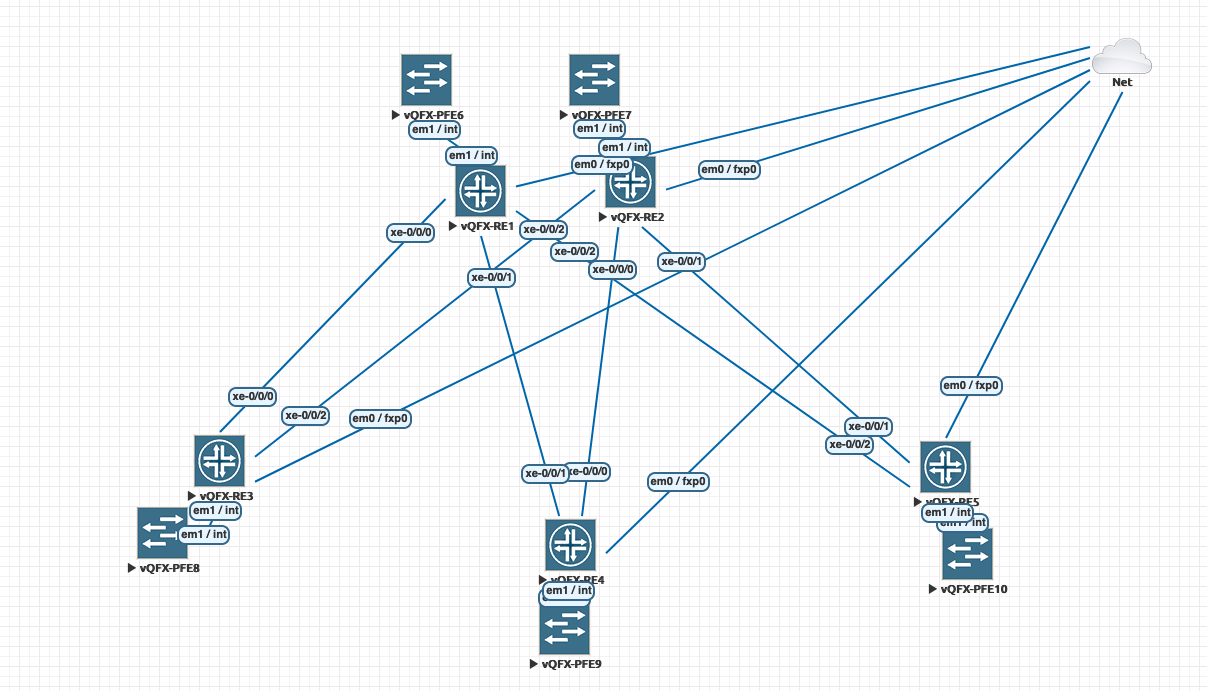 Net
vQFX-PFE6
vQFX-PFE7
em1 / int
em1 / int
em1 / int
em1 / int
em0 / fxp0
em0 / fxp0
vQFX-RE2
vQFX-RE1
xe-0/0/0
xe-0/0/2
xe-0/0/2
xe-0/0/1
xe-0/0/0
xe-0/0/1
em0 / fxp0
xe-0/0/0
xe-0/0/2
em0 / fxp0
xe-0/0/1
xe-0/0/2
xe-0/0/1
xe-0/0/0
em0 / fxp0
vQFX-RE3
vQFX-RE5
em1 / int
em1 / int
em1 / int
em1 / int
vQFX-PFE8
vQFX-RE4
em1 / int
vQFX-PFE10
vQFX-PFE9